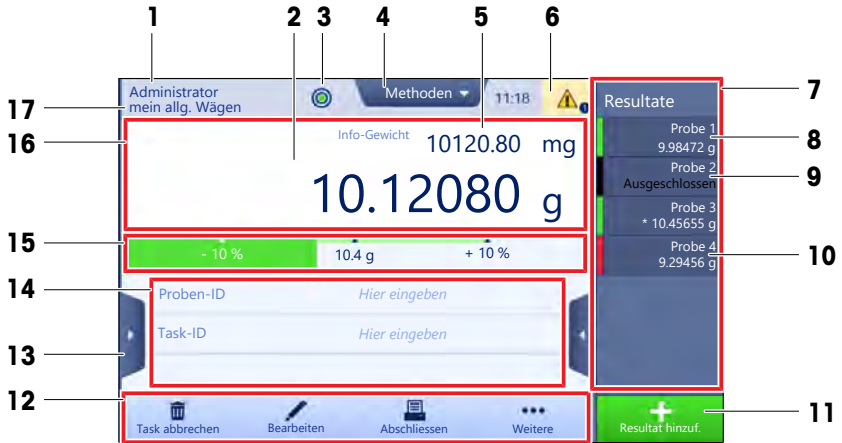 1
2
3
4
5
6
Administrator
mein allg. Wägen
Methoden
11:18
Info-Gewicht
10120.80 mg
10.12080 g
- 10 %
10.4 g
+ 10 %
Proben-ID
Hier eingeben
Task-ID
Hier eingeben
Task abbrechen
Bearbeiten
Abschliessen
Weitere
Resultate
Probe 1
9.98472 g
Probe 2
Ausgeschlossen
Probe 3
* 10.45655 g
Probe 4
9.29456 g
Resultat hinzuf.
7
8
9
10
11
12
13
14
15
16
17